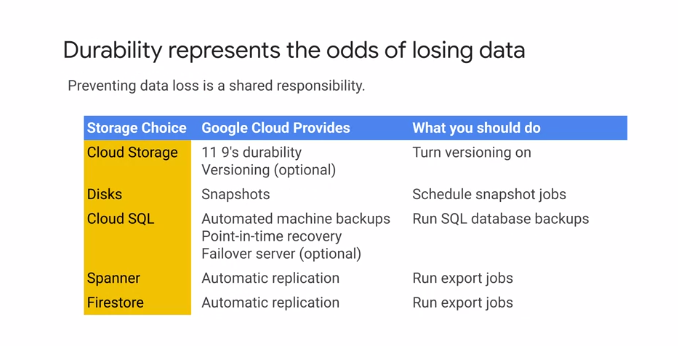 Durability represents the odds of losing data
Preventing data loss is a shared responsibility.
Storage Choice Google Cloud Provides What you should do
Cloud Storage 11 9's durability Turn versioning on
Versioning (optional)
Disks Snapshots Schedule snapshot jobs
Cloud SQL Automated machine backups Run SQL database backups
Point-in-time recovery
Failover server (optional)
Spanner Automatic replication Run export jobs
Firestore Automatic replication Run export jobs